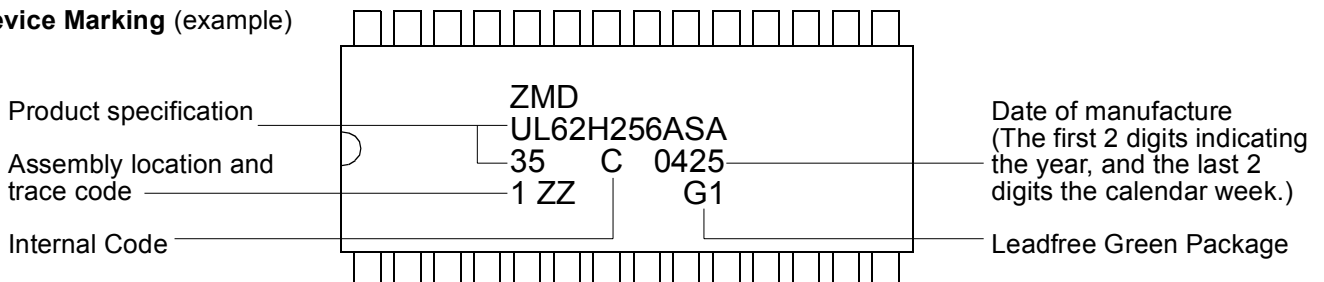 evice Marking (example)
Product specification
Assembly location and
trace code
Internal Code
ZMD
UL62H256ASA
35 C 0425
1 ZZ G1
Date of manufacture
(The first 2 digits indicating
the year, and the last 2
digits the calendar week.)
Leadfree Green Package